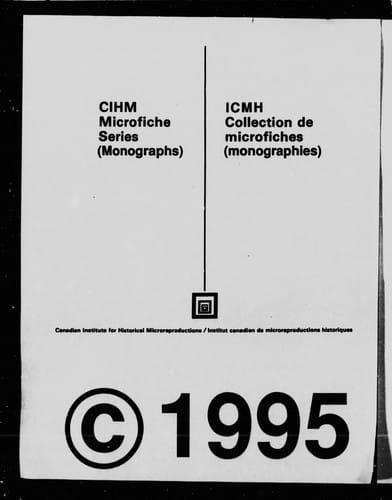 CIHM
Microfiche
Series
(Monographs)
ICMH
Collection de
microfiches
(monographies)
Canadian Institute for Historical Microreproductions / Institut canadien de microreproductions historiques
© 1995